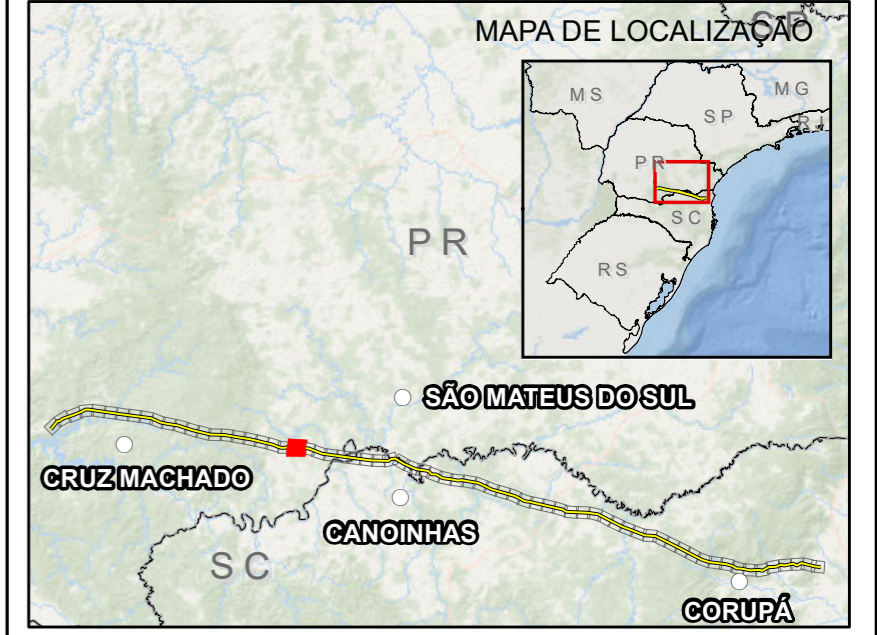 MAPA DE LOCALIZAÇÃO
MS
MG
SP
RJ
PR
SC
RS
PR
SÃO MATEUS DO SUL
CRUZ MACHADO
CANOINHAS
SC
CORUPÁ